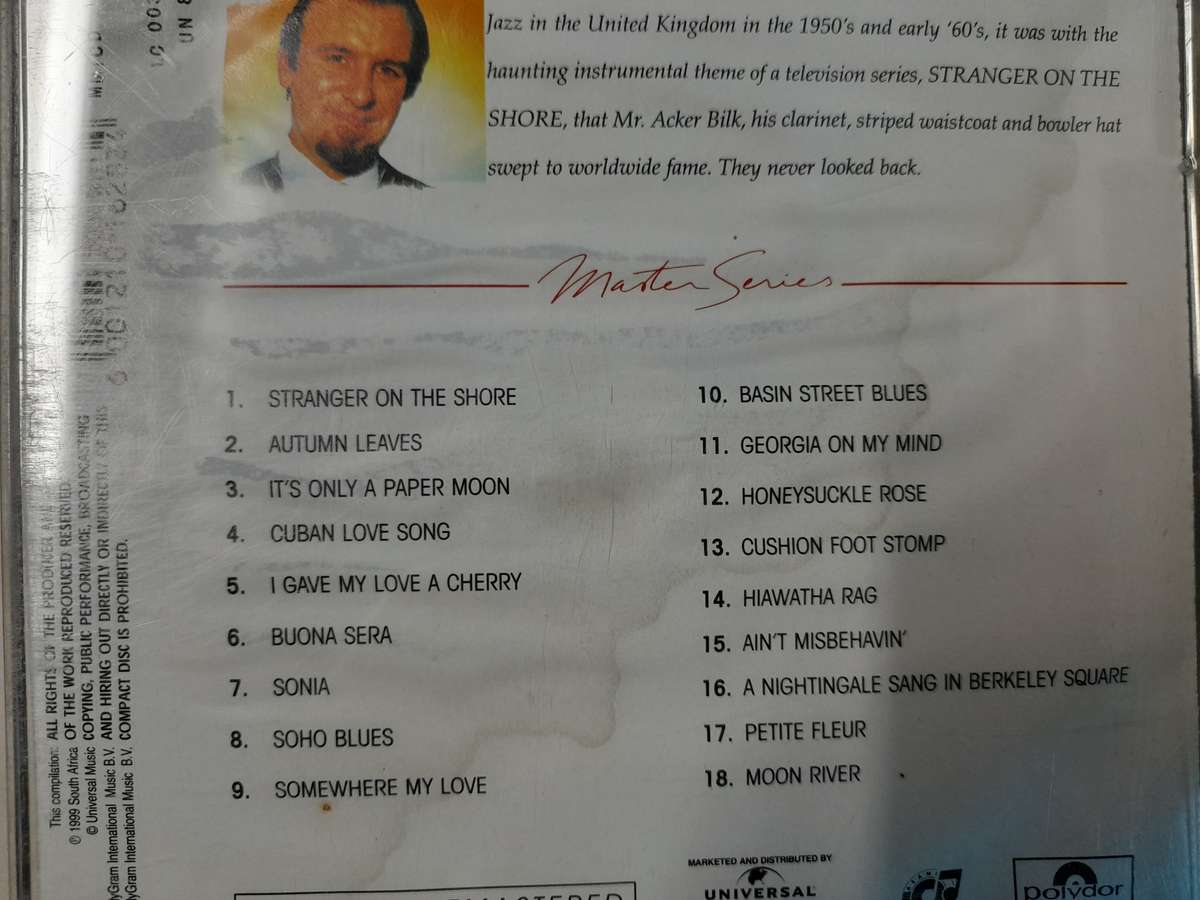 Jazz in the United Kingdom in the 1950's and early '60's, it was with the
haunting instrumental theme of a television series, STRANGER ON THE
SHORE, that Mr. Acker Bilk, his clarinet, striped waistcoat and bowler hat
swept to worldwide fame. They never looked back.
Master Series
1. STRANGER ON THE SHORE
2. AUTUMN LEAVES
3. IT'S ONLY A PAPER MOON
4. CUBAN LOVE SONG
5. I GAVE MY LOVE A CHERRY
6. BUONA SERA
7. SONIA
8. SOHO BLUES
9. SOMEWHERE MY LOVE
10. BASIN STREET BLUES
11. GEORGIA ON MY MIND
12. HONEYSUCKLE ROSE
13. CUSHION FOOT STOMP
14. HIAWATHA RAG
15. AIN'T MISBEHAVIN'
16. A NIGHTINGALE SANG IN BERKELEY SQUARE
17. PETITE FLEUR
18. MOON RIVER
MARKETED AND DISTRIBUTED BY
UNIVERSAL
polydor
This compilation: ALL RIGHTS OF THE PRODUCER
℗ 1999 South Africa OF THE WORK REPRODUCED RESERVED
© Universal Music COPYING, PUBLIC PERFORMANCE, BROADCASTING
International Music B.V. AND HIRING OUT DIRECTLY OR INDIRECTLY OF THIS
International Music B.V. COMPACT DISC IS PROHIBITED.